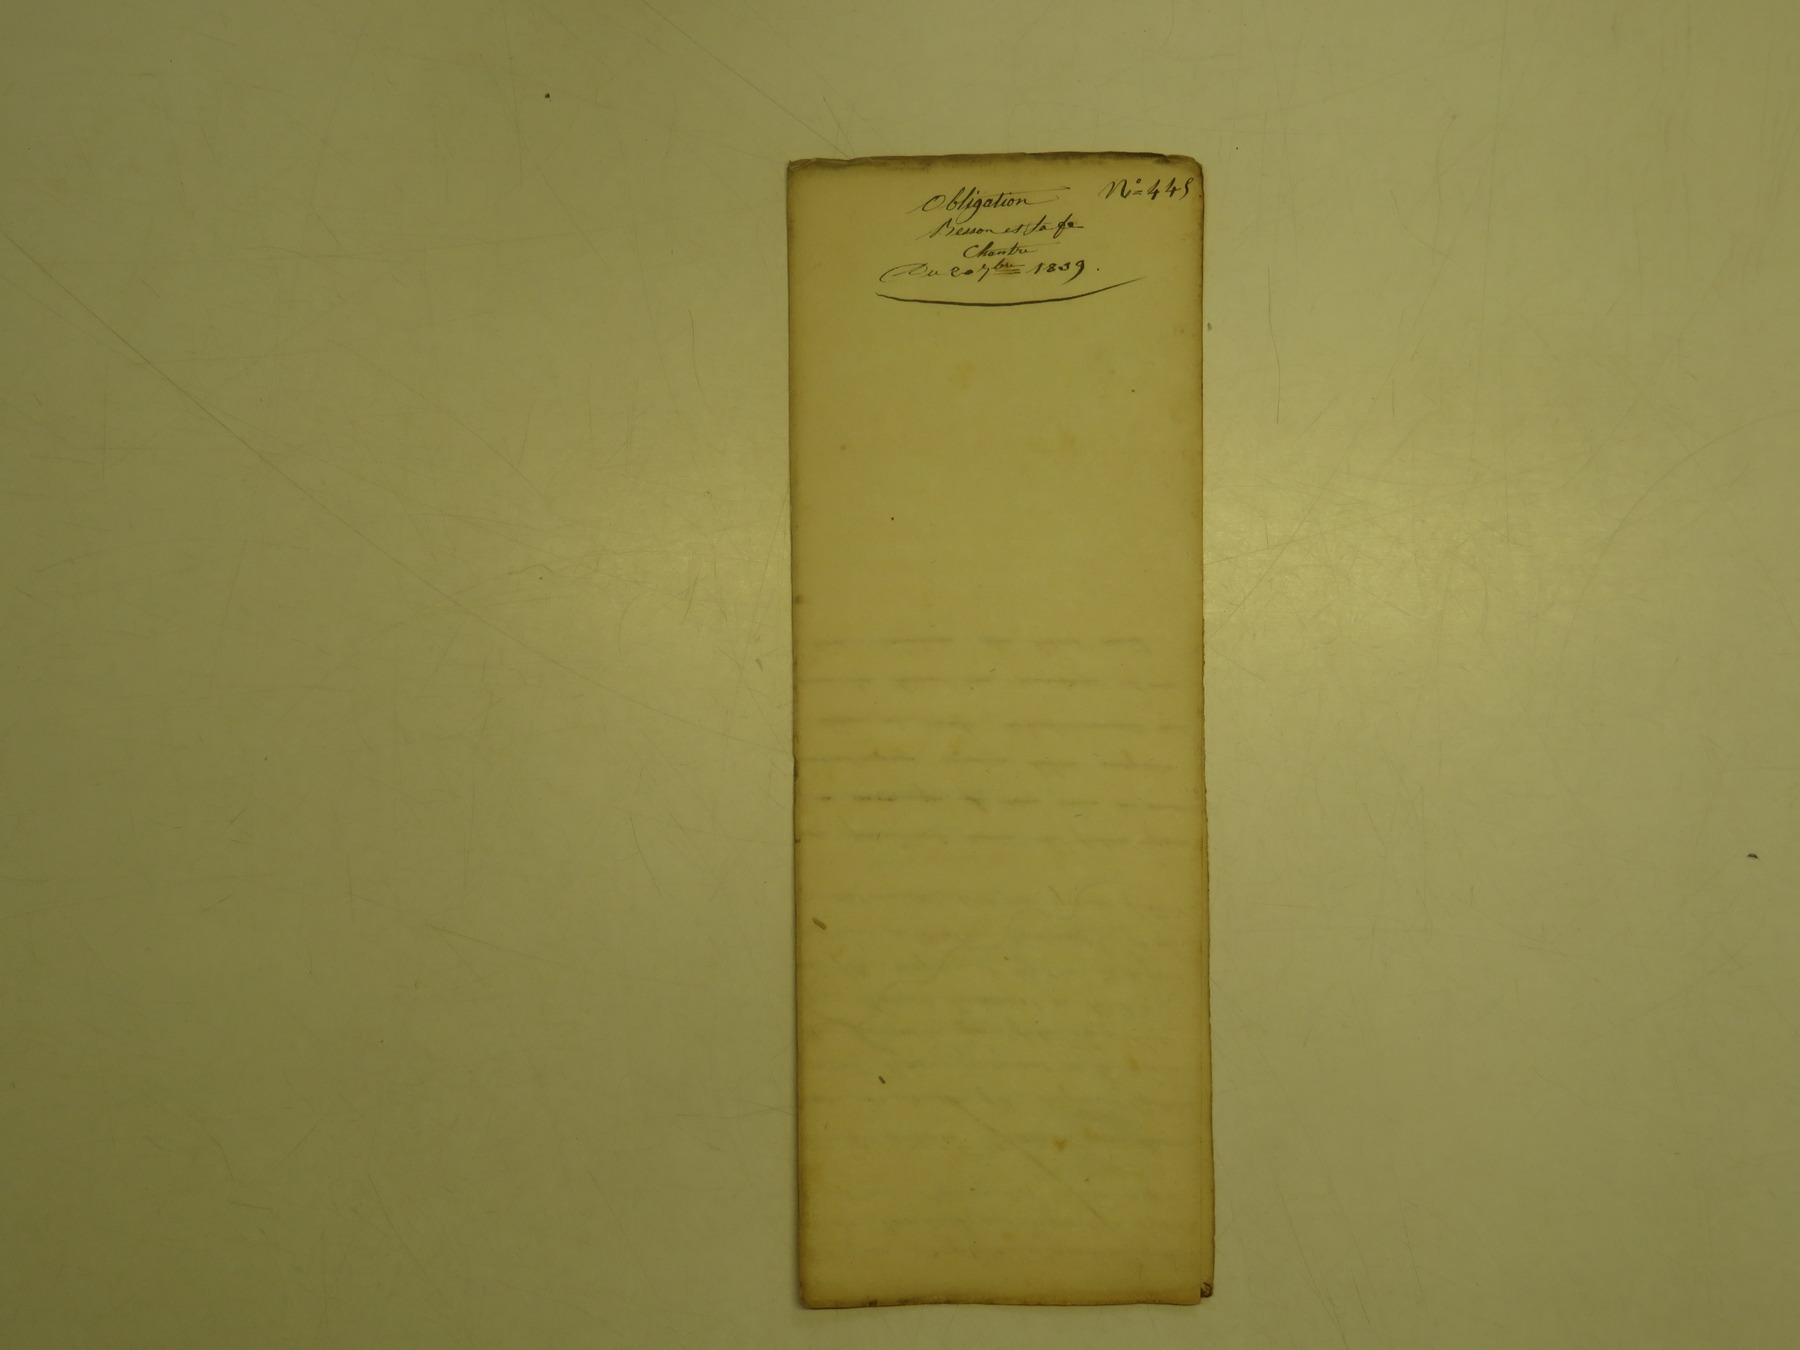 Obligation N° 445
Besson et sa fe
Chantre
Du 20 7bre 1839.